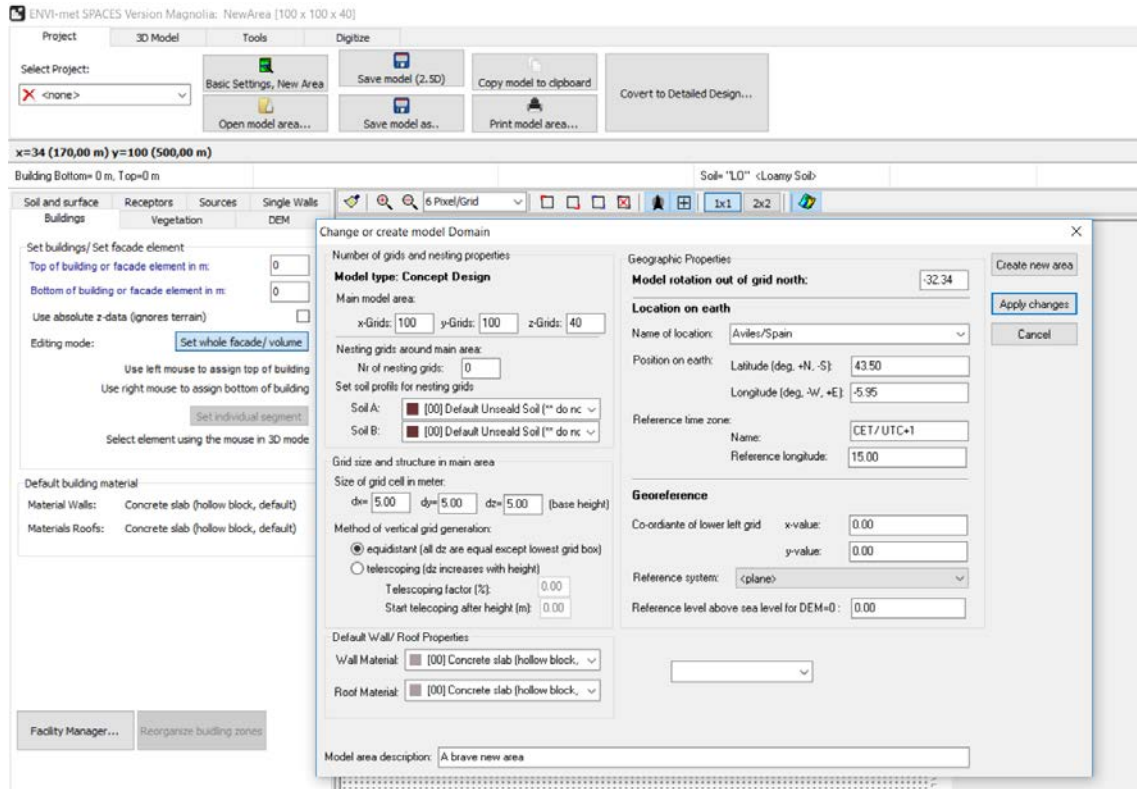 ENVI-met SPACES Version Magnolia: NewArea [100 x 100 x 40]
Project 3D Model Tools Digitize
Select Project:
<none>
Basic Settings, New Area
Open model area...
Save model (2.5D)
Save model as..
Copy model to clipboard
Print model area...
Covert to Detailed Design...
x=34 (170,00 m) y=100 (500,00 m)
Building Bottom= 0 m, Top=0 m
Soil= "LO" <Loamy Soil>
Soil and surface Receptors Sources Single Walls
Buildings Vegetation DEM
6 Pixel/Grid 1x1 2x2
Set buildings/ Set facade element
Top of building or facade element in m: 0
Bottom of building or facade element in m: 0
Use absolute z-data (ignores terrain)
Editing mode: Set whole facade/ volume
Use left mouse to assign top of building
Use right mouse to assign bottom of building
Set individual segment
Select element using the mouse in 3D mode
Default building material
Material Walls: Concrete slab (hollow block, default)
Materials Roofs: Concrete slab (hollow block, default)
Facility Manager... Reorganize buidling zones
Change or create model Domain
Number of grids and nesting properties
Model type: Concept Design
Main model area:
x-Grids: 100 y-Grids: 100 z-Grids: 40
Nesting grids around main area:
Nr of nesting grids: 0
Set soil profils for nesting grids
Soil A: [00] Default Unseald Soil (** do nc
Soil B: [00] Default Unseald Soil (** do nc
Grid size and structure in main area
Size of grid cell in meter:
dx= 5.00 dy= 5.00 dz= 5.00 (base height)
Method of vertical grid generation:
equidistant (all dz are equal except lowest grid box)
telescoping (dz increases with height)
Telescoping factor (%): 0.00
Start telecoping after height (m): 0.00
Default Wall/ Roof Properties
Wall Material: [00] Concrete slab (hollow block,
Roof Material: [00] Concrete slab (hollow block,
Model area description: A brave new area
Geographic Properties
Model rotation out of grid north: -32.34
Location on earth
Name of location: Aviles/Spain
Position on earth: Latitude (deg, +N, -S): 43.50
Longitude (deg, -W, +E): -5.95
Reference time zone:
Name: CET/ UTC+1
Reference longitude: 15.00
Georeference
Co-ordiante of lower left grid x-value: 0.00
y-value: 0.00
Reference system: <plane>
Reference level above sea level for DEM=0 : 0.00
Create new area
Apply changes
Cancel